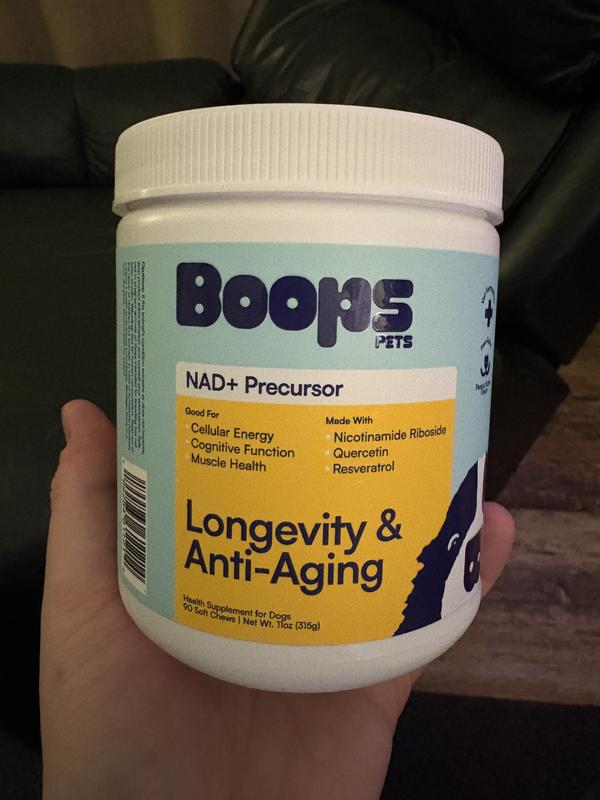 Boops
PETS
NAD+ Precursor
Good For
Cellular Energy
Cognitive Function
Muscle Health
Made With
Nicotinamide Riboside
Quercetin
Resveratrol
Longevity &
Anti-Aging
Health Supplement for Dogs
90 Soft Chews | Net Wt. 11oz (315g)